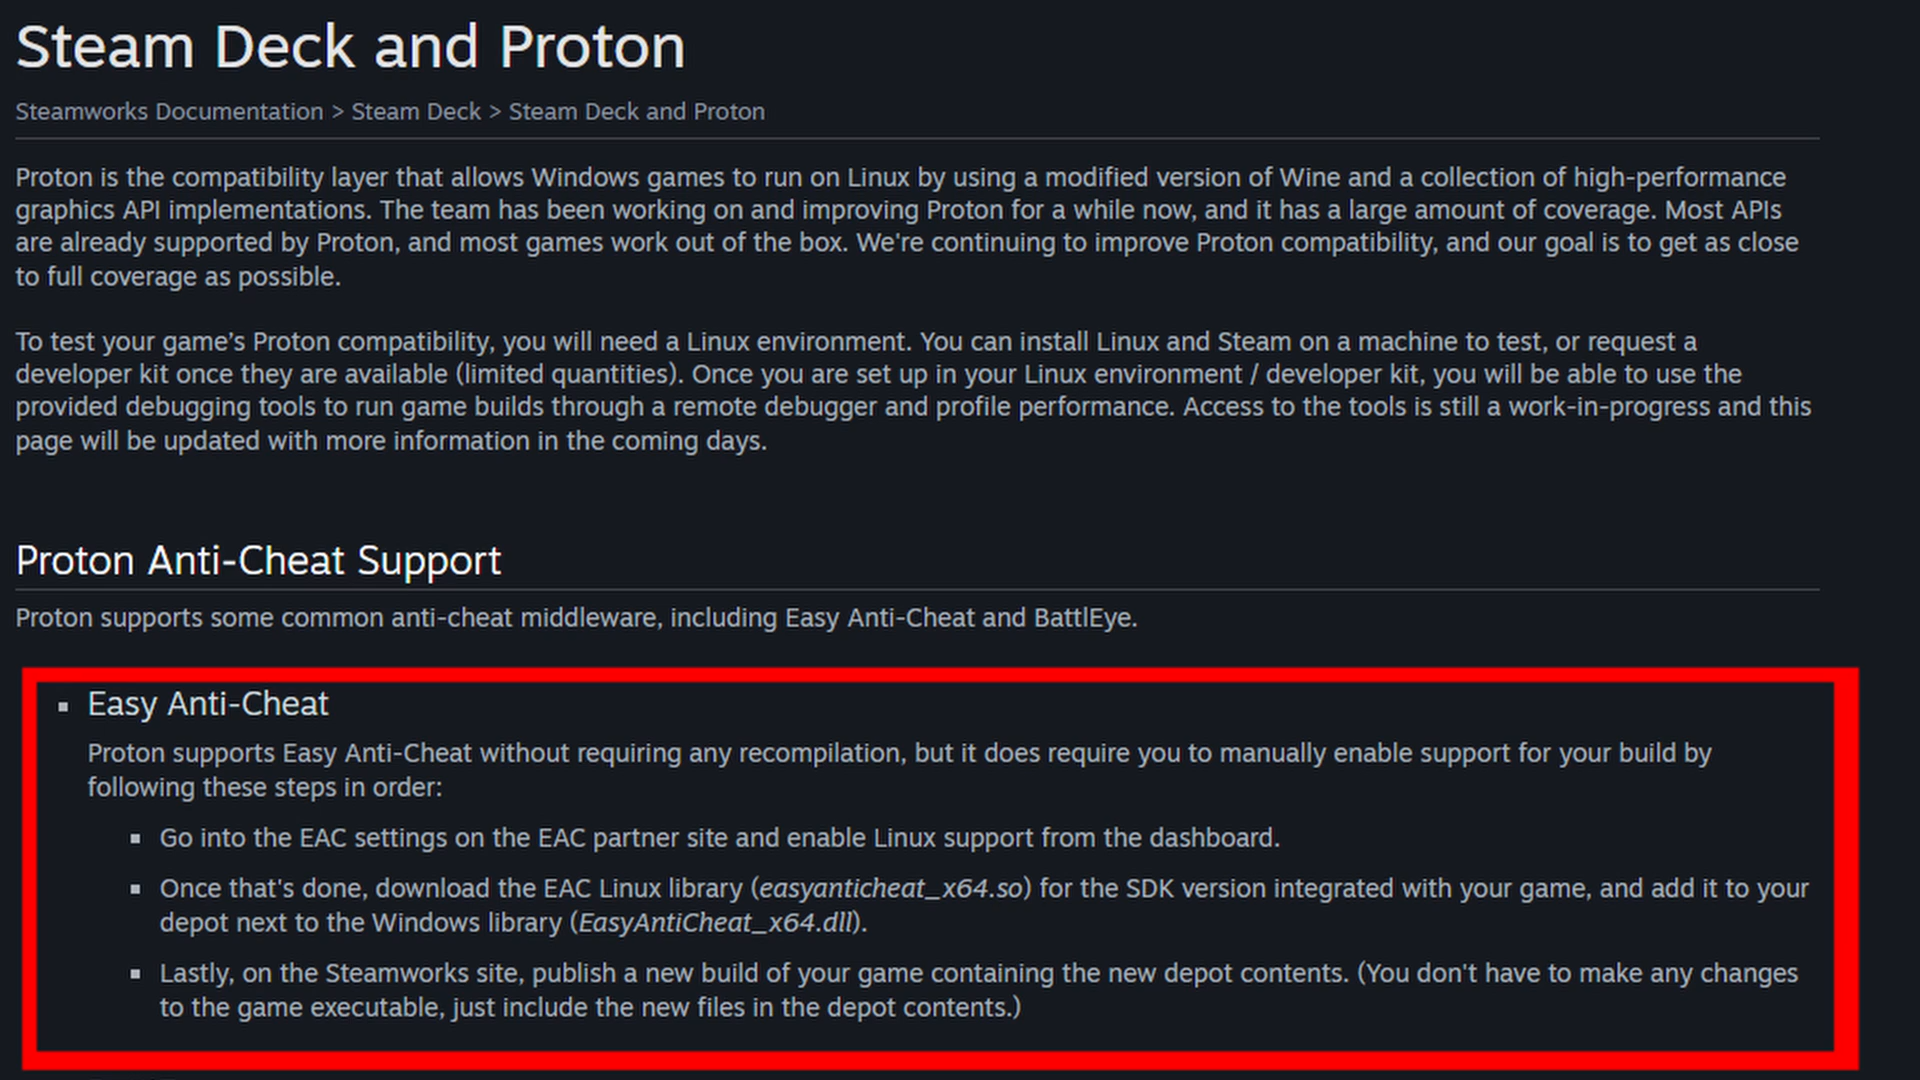 Steam Deck and Proton
Steamworks Documentation > Steam Deck > Steam Deck and Proton
Proton is the compatibility layer that allows Windows games to run on Linux by using a modified version of Wine and a collection of high-performance
graphics API implementations. The team has been working on and improving Proton for a while now, and it has a large amount of coverage. Most APIs
are already supported by Proton, and most games work out of the box. We're continuing to improve Proton compatibility, and our goal is to get as close
to full coverage as possible.
To test your game’s Proton compatibility, you will need a Linux environment. You can install Linux and Steam on a machine to test, or request a
developer kit once they are available (limited quantities). Once you are set up in your Linux environment / developer kit, you will be able to use the
provided debugging tools to run game builds through a remote debugger and profile performance. Access to the tools is still a work-in-progress and this
page will be updated with more information in the coming days.
Proton Anti-Cheat Support
Proton supports some common anti-cheat middleware, including Easy Anti-Cheat and BattlEye.
▪ Easy Anti-Cheat
Proton supports Easy Anti-Cheat without requiring any recompilation, but it does require you to manually enable support for your build by
following these steps in order:
▪ Go into the EAC settings on the EAC partner site and enable Linux support from the dashboard.
▪ Once that's done, download the EAC Linux library (easyanticheat_x64.so) for the SDK version integrated with your game, and add it to your
depot next to the Windows library (EasyAntiCheat_x64.dll).
▪ Lastly, on the Steamworks site, publish a new build of your game containing the new depot contents. (You don't have to make any changes
to the game executable, just include the new files in the depot contents.)